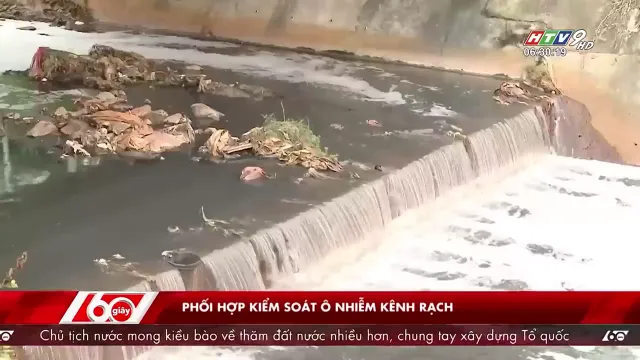 HTV9 HD
06:30:19
60 giây
PHỐI HỢP KIỂM SOÁT Ô NHIỄM KÊNH RẠCH
Chủ tịch nước mong kiều bào về thăm đất nước nhiều hơn, chung tay xây dựng Tổ quốc